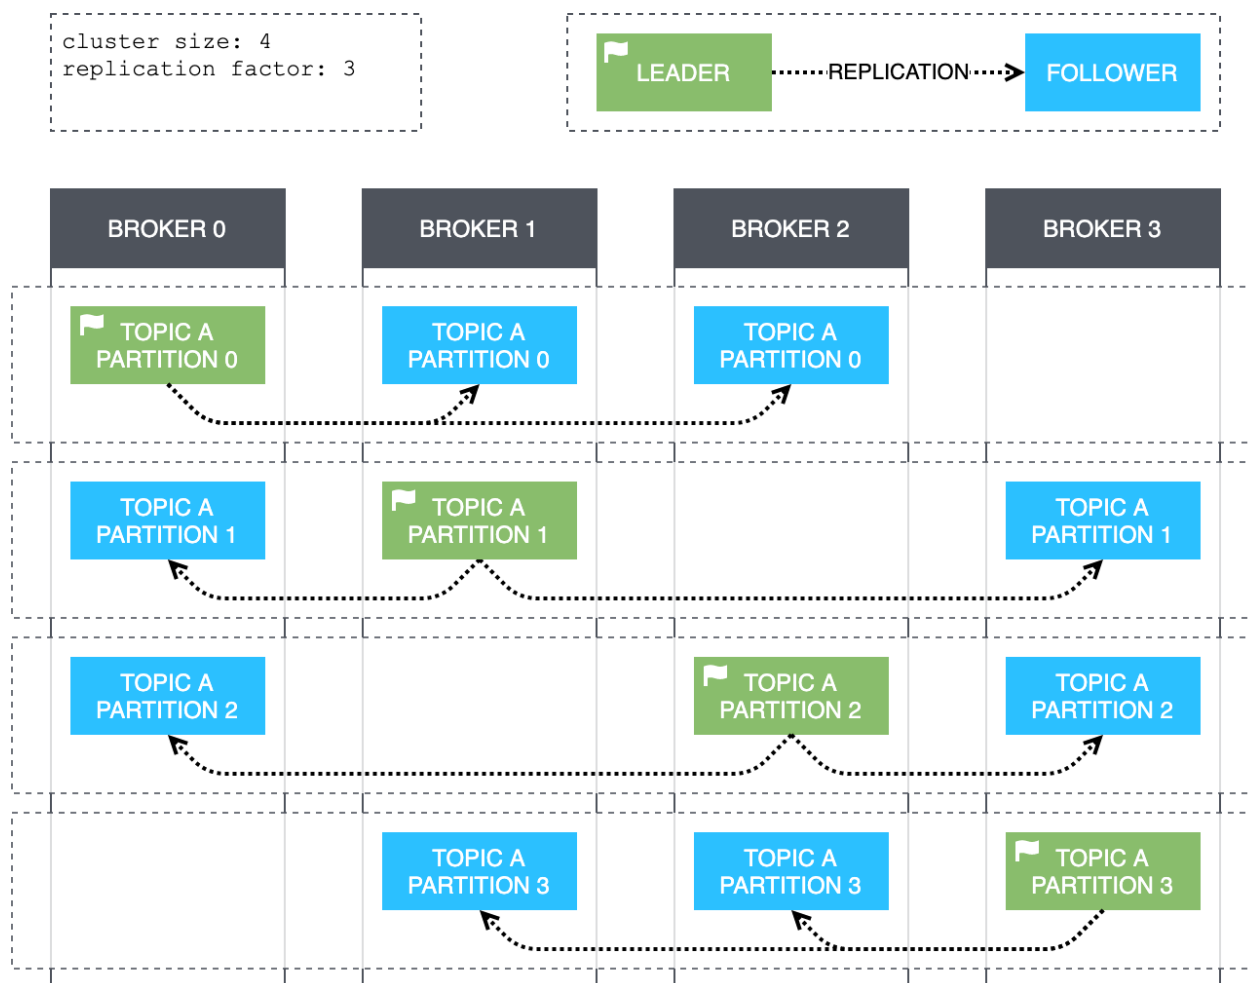 cluster size: 4
replication factor: 3
LEADER
REPLICATION
FOLLOWER
BROKER 0
BROKER 1
BROKER 2
BROKER 3
TOPIC A
PARTITION 0
TOPIC A
PARTITION 0
TOPIC A
PARTITION 0
TOPIC A
PARTITION 1
TOPIC A
PARTITION 1
TOPIC A
PARTITION 1
TOPIC A
PARTITION 2
TOPIC A
PARTITION 2
TOPIC A
PARTITION 2
TOPIC A
PARTITION 3
TOPIC A
PARTITION 3
TOPIC A
PARTITION 3